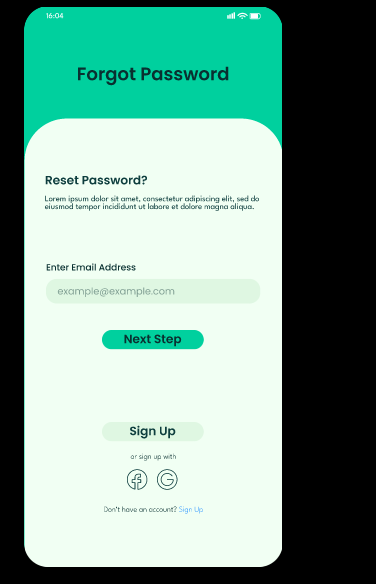 16:04
Forgot Password
Reset Password?
Lorem ipsum dolor sit amet, consectetur adipiscing elit, sed do
eiusmod tempor incididunt ut labore et dolore magna aliqua.
Enter Email Address
example@example.com
Next Step
Sign Up
or sign up with
Don't have an account? Sign Up